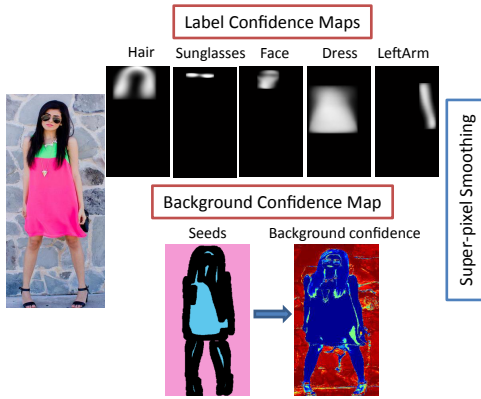 Label Confidence Maps
Hair Sunglasses Face Dress LeftArm
Background Confidence Map
Seeds Background confidence
Super-pixel Smoothing